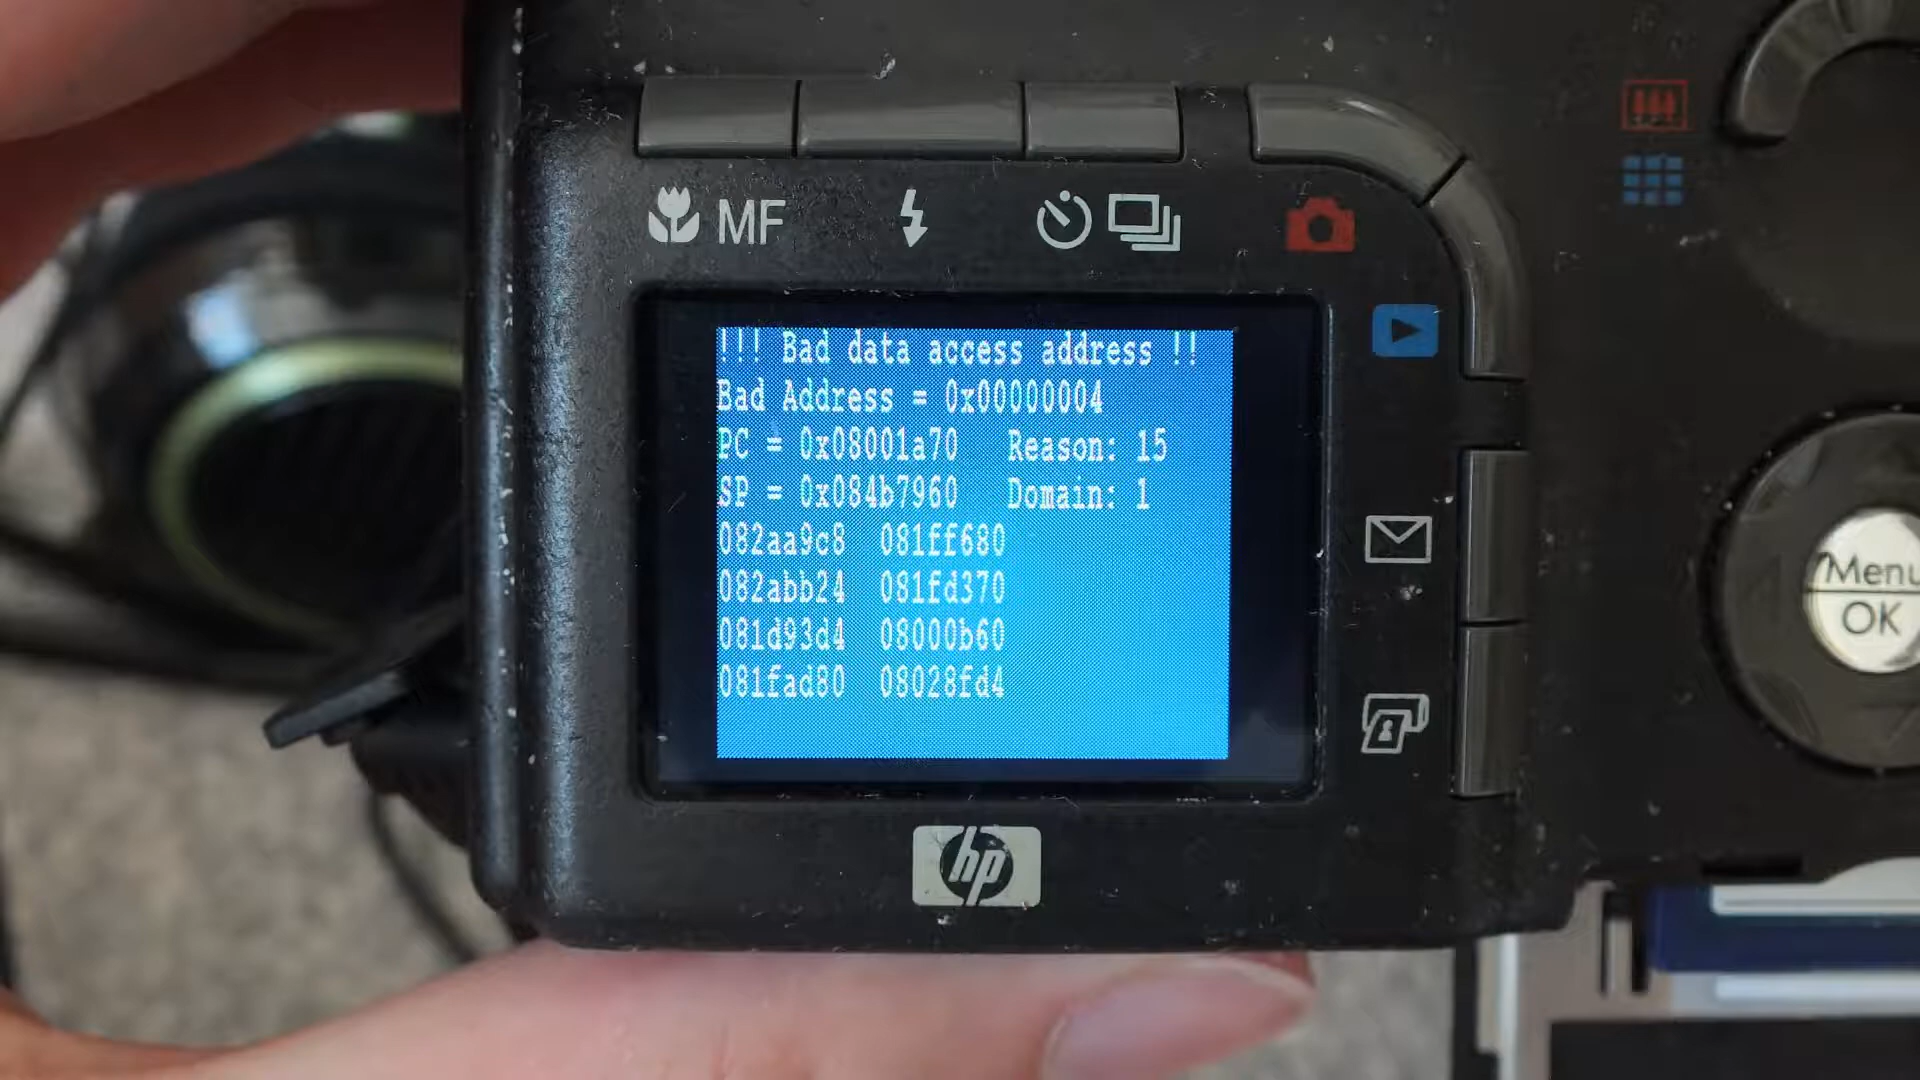 MF
!!! Bad data access address !!
Bad Address = 0x00000004
PC = 0x08001a70 Reason: 15
SP = 0x084b7960 Domain: 1
082aa9c8 081ff680
082abb24 081fd370
081d93d4 08000b60
081fad80 08028fd4
Menu
OK
hp